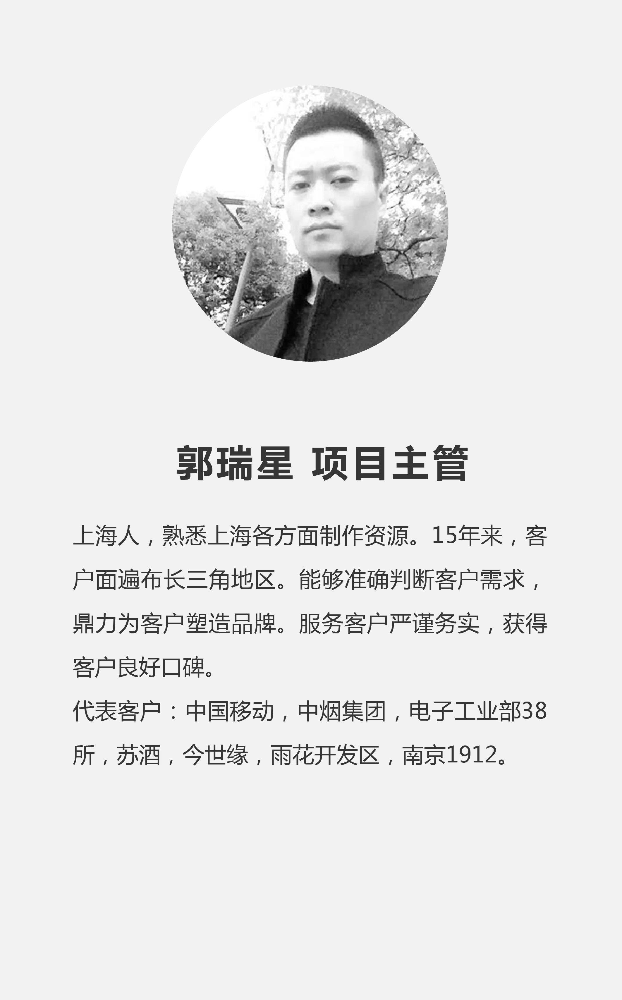 郭瑞星 项目主管
上海人，熟悉上海各方面制作资源。15年来，客
户面遍布长三角地区。能够准确判断客户需求，
鼎力为客户塑造品牌。服务客户严谨务实，获得
客户良好口碑。
代表客户：中国移动，中烟集团，电子工业部38
所，苏酒，今世缘，雨花开发区，南京1912。